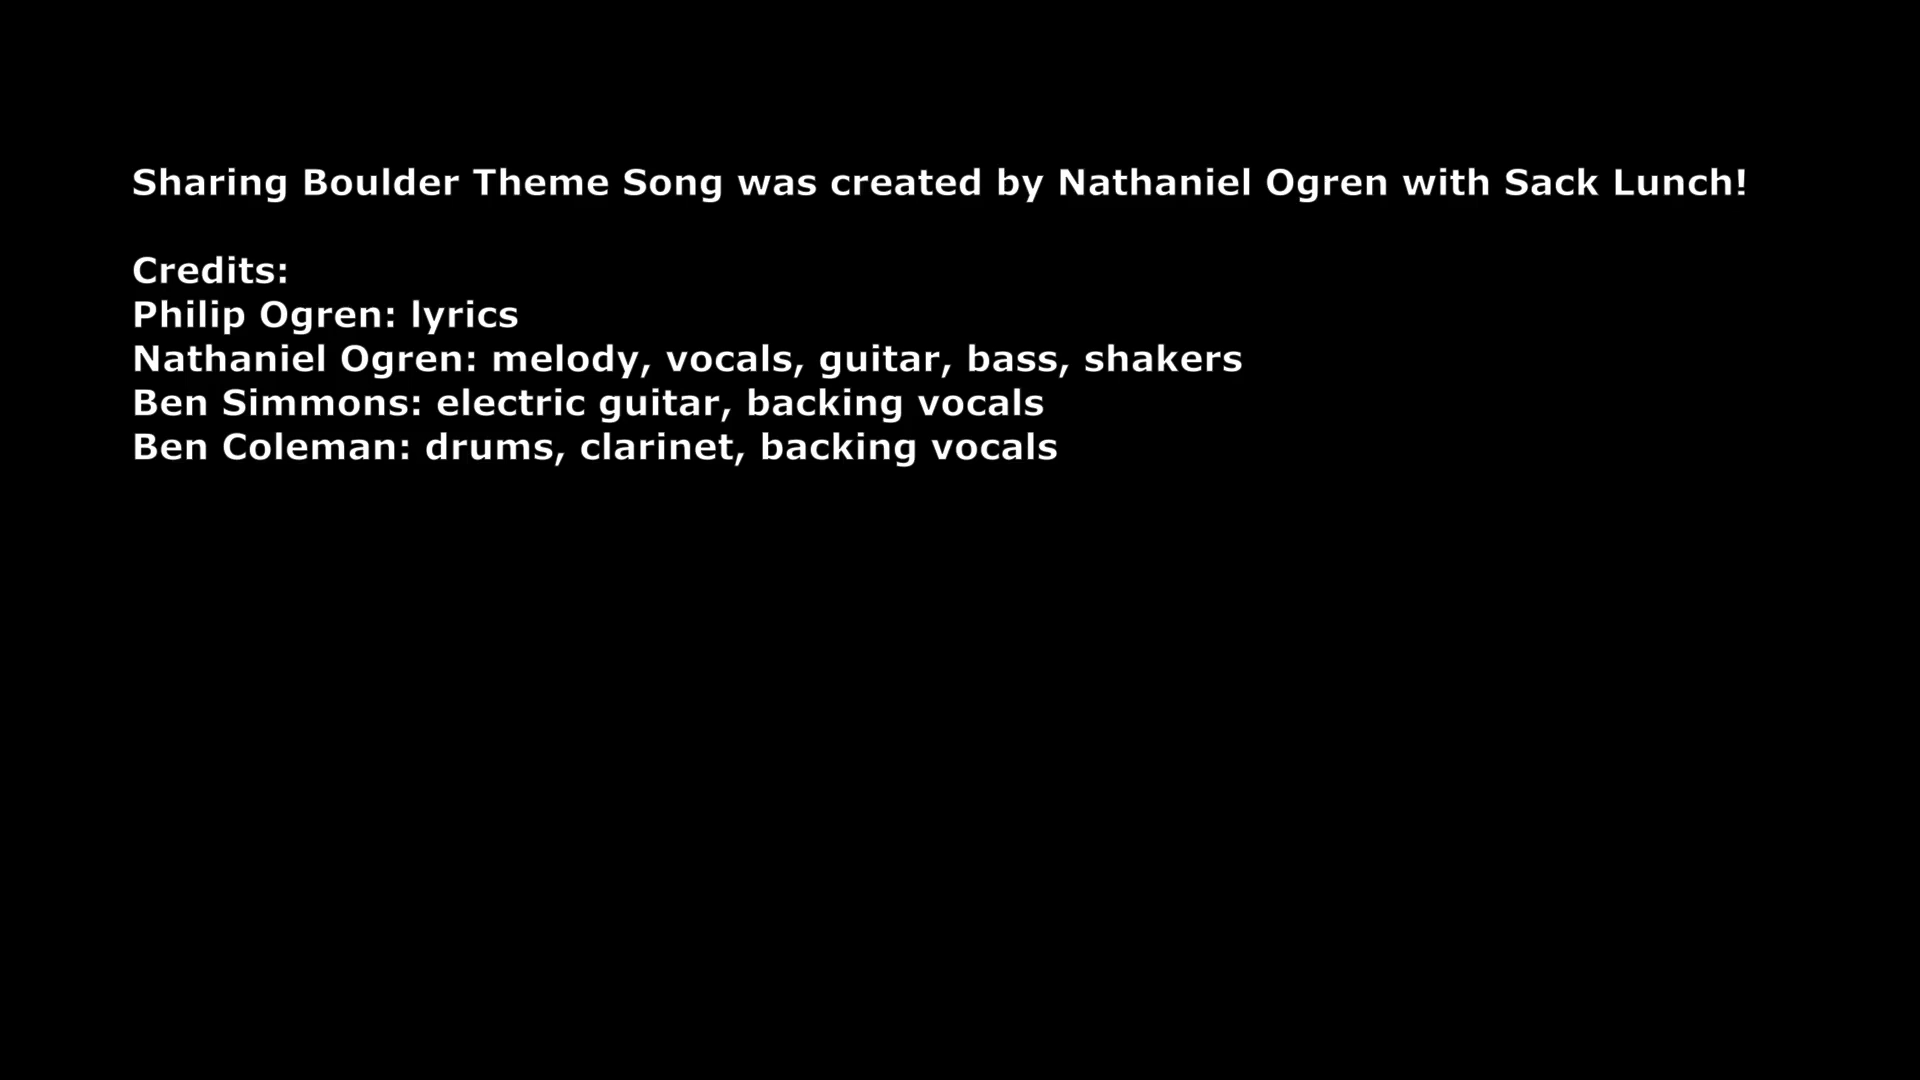 Sharing Boulder Theme Song was created by Nathaniel Ogren with Sack Lunch!
Credits:
Philip Ogren: lyrics
Nathaniel Ogren: melody, vocals, guitar, bass, shakers
Ben Simmons: electric guitar, backing vocals
Ben Coleman: drums, clarinet, backing vocals